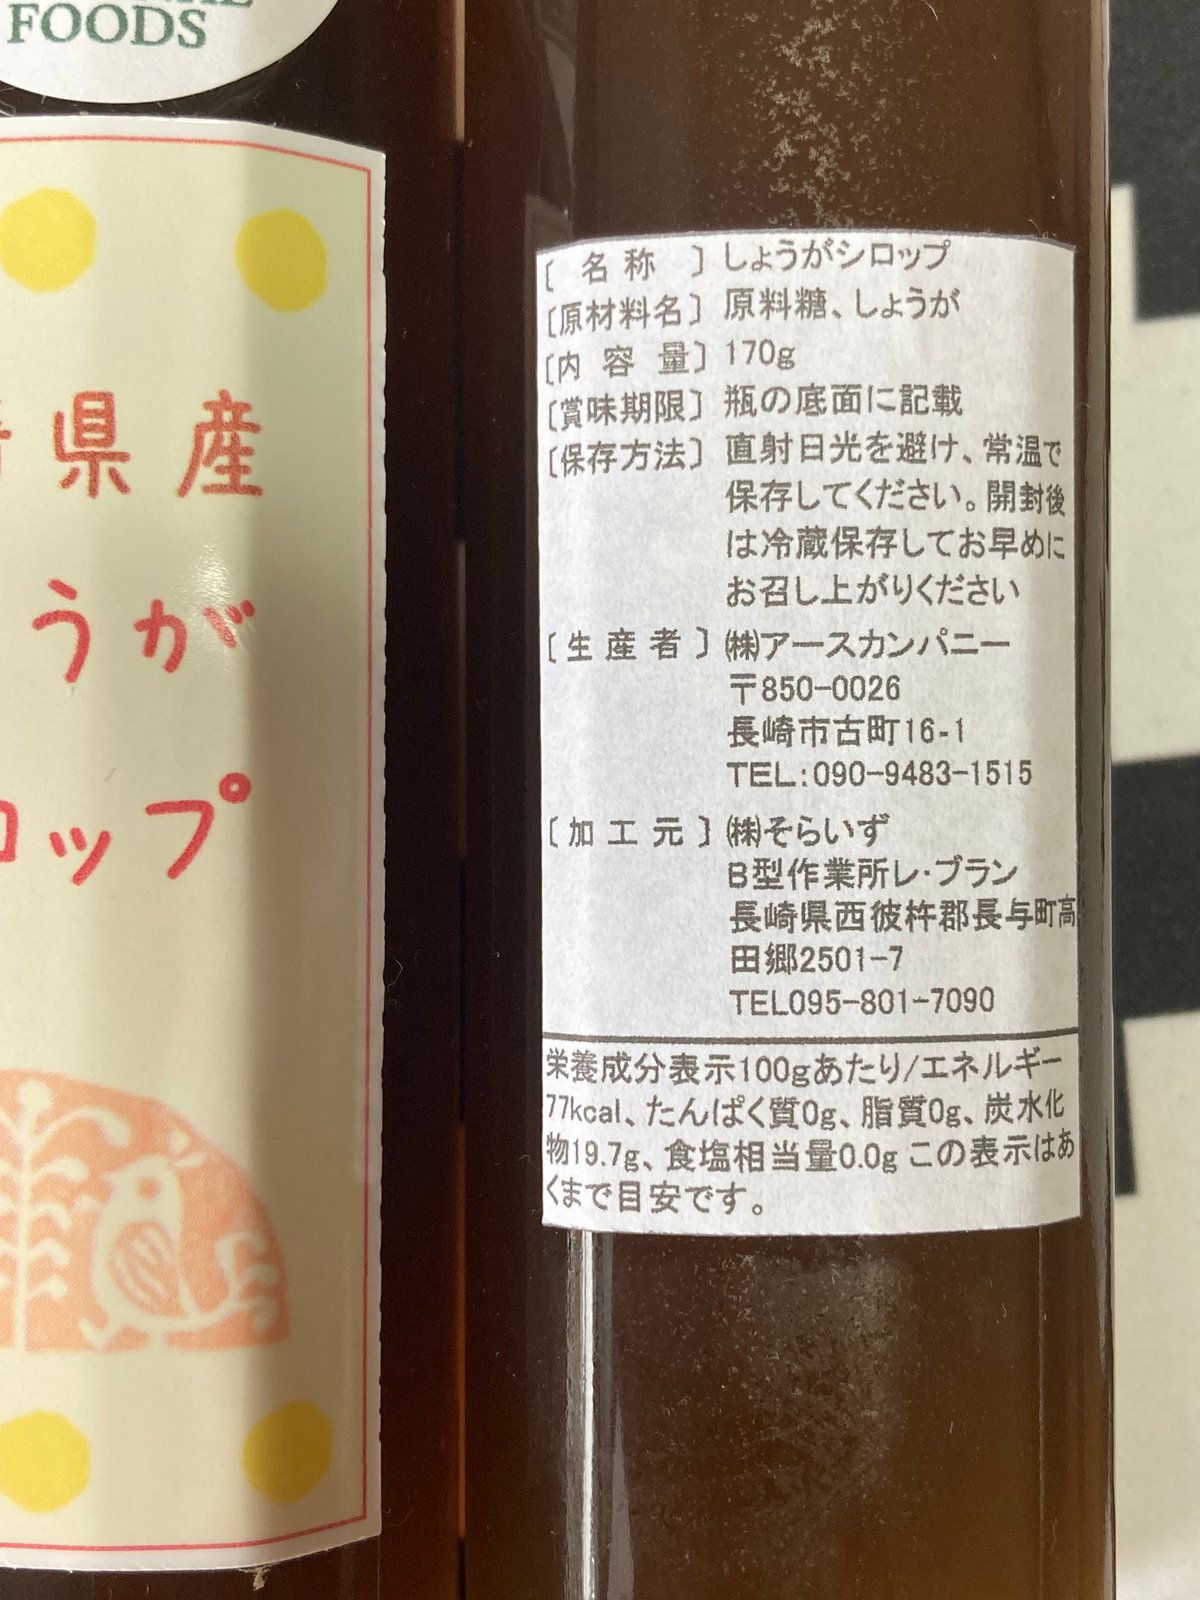 FOODS
県産
うが
ロップ
[名称] しょうがシロップ
[原材料名] 原料糖、しょうが
[内容量] 170g
[賞味期限] 瓶の底面に記載
[保存方法] 直射日光を避け、常温で
保存してください。開封後
は冷蔵保存してお早めに
お召し上がりください
[生産者] ㈱アースカンパニー
〒850-0026
長崎市古町16-1
TEL:090-9483-1515
[加工元] ㈱そらいず
B型作業所レ・ブラン
長崎県西彼杵郡長与町高
田郷2501-7
TEL095-801-7090
栄養成分表示100gあたり/エネルギー
77kcal、たんぱく質0g、脂質0g、炭水化
物19.7g、食塩相当量0.0g この表示はあ
くまで目安です。